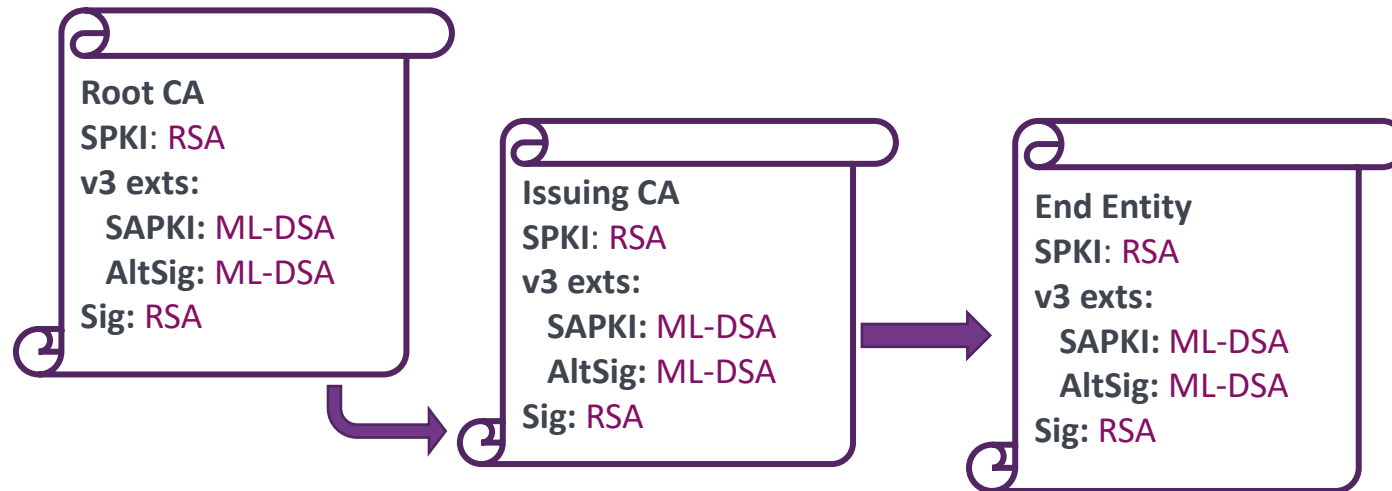 Root CA
SPKI: RSA
v3 exts:
SAPKI: ML-DSA
AltSig: ML-DSA
Sig: RSA
Issuing CA
SPKI: RSA
v3 exts:
SAPKI: ML-DSA
AltSig: ML-DSA
Sig: RSA
End Entity
SPKI: RSA
v3 exts:
SAPKI: ML-DSA
AltSig: ML-DSA
Sig: RSA